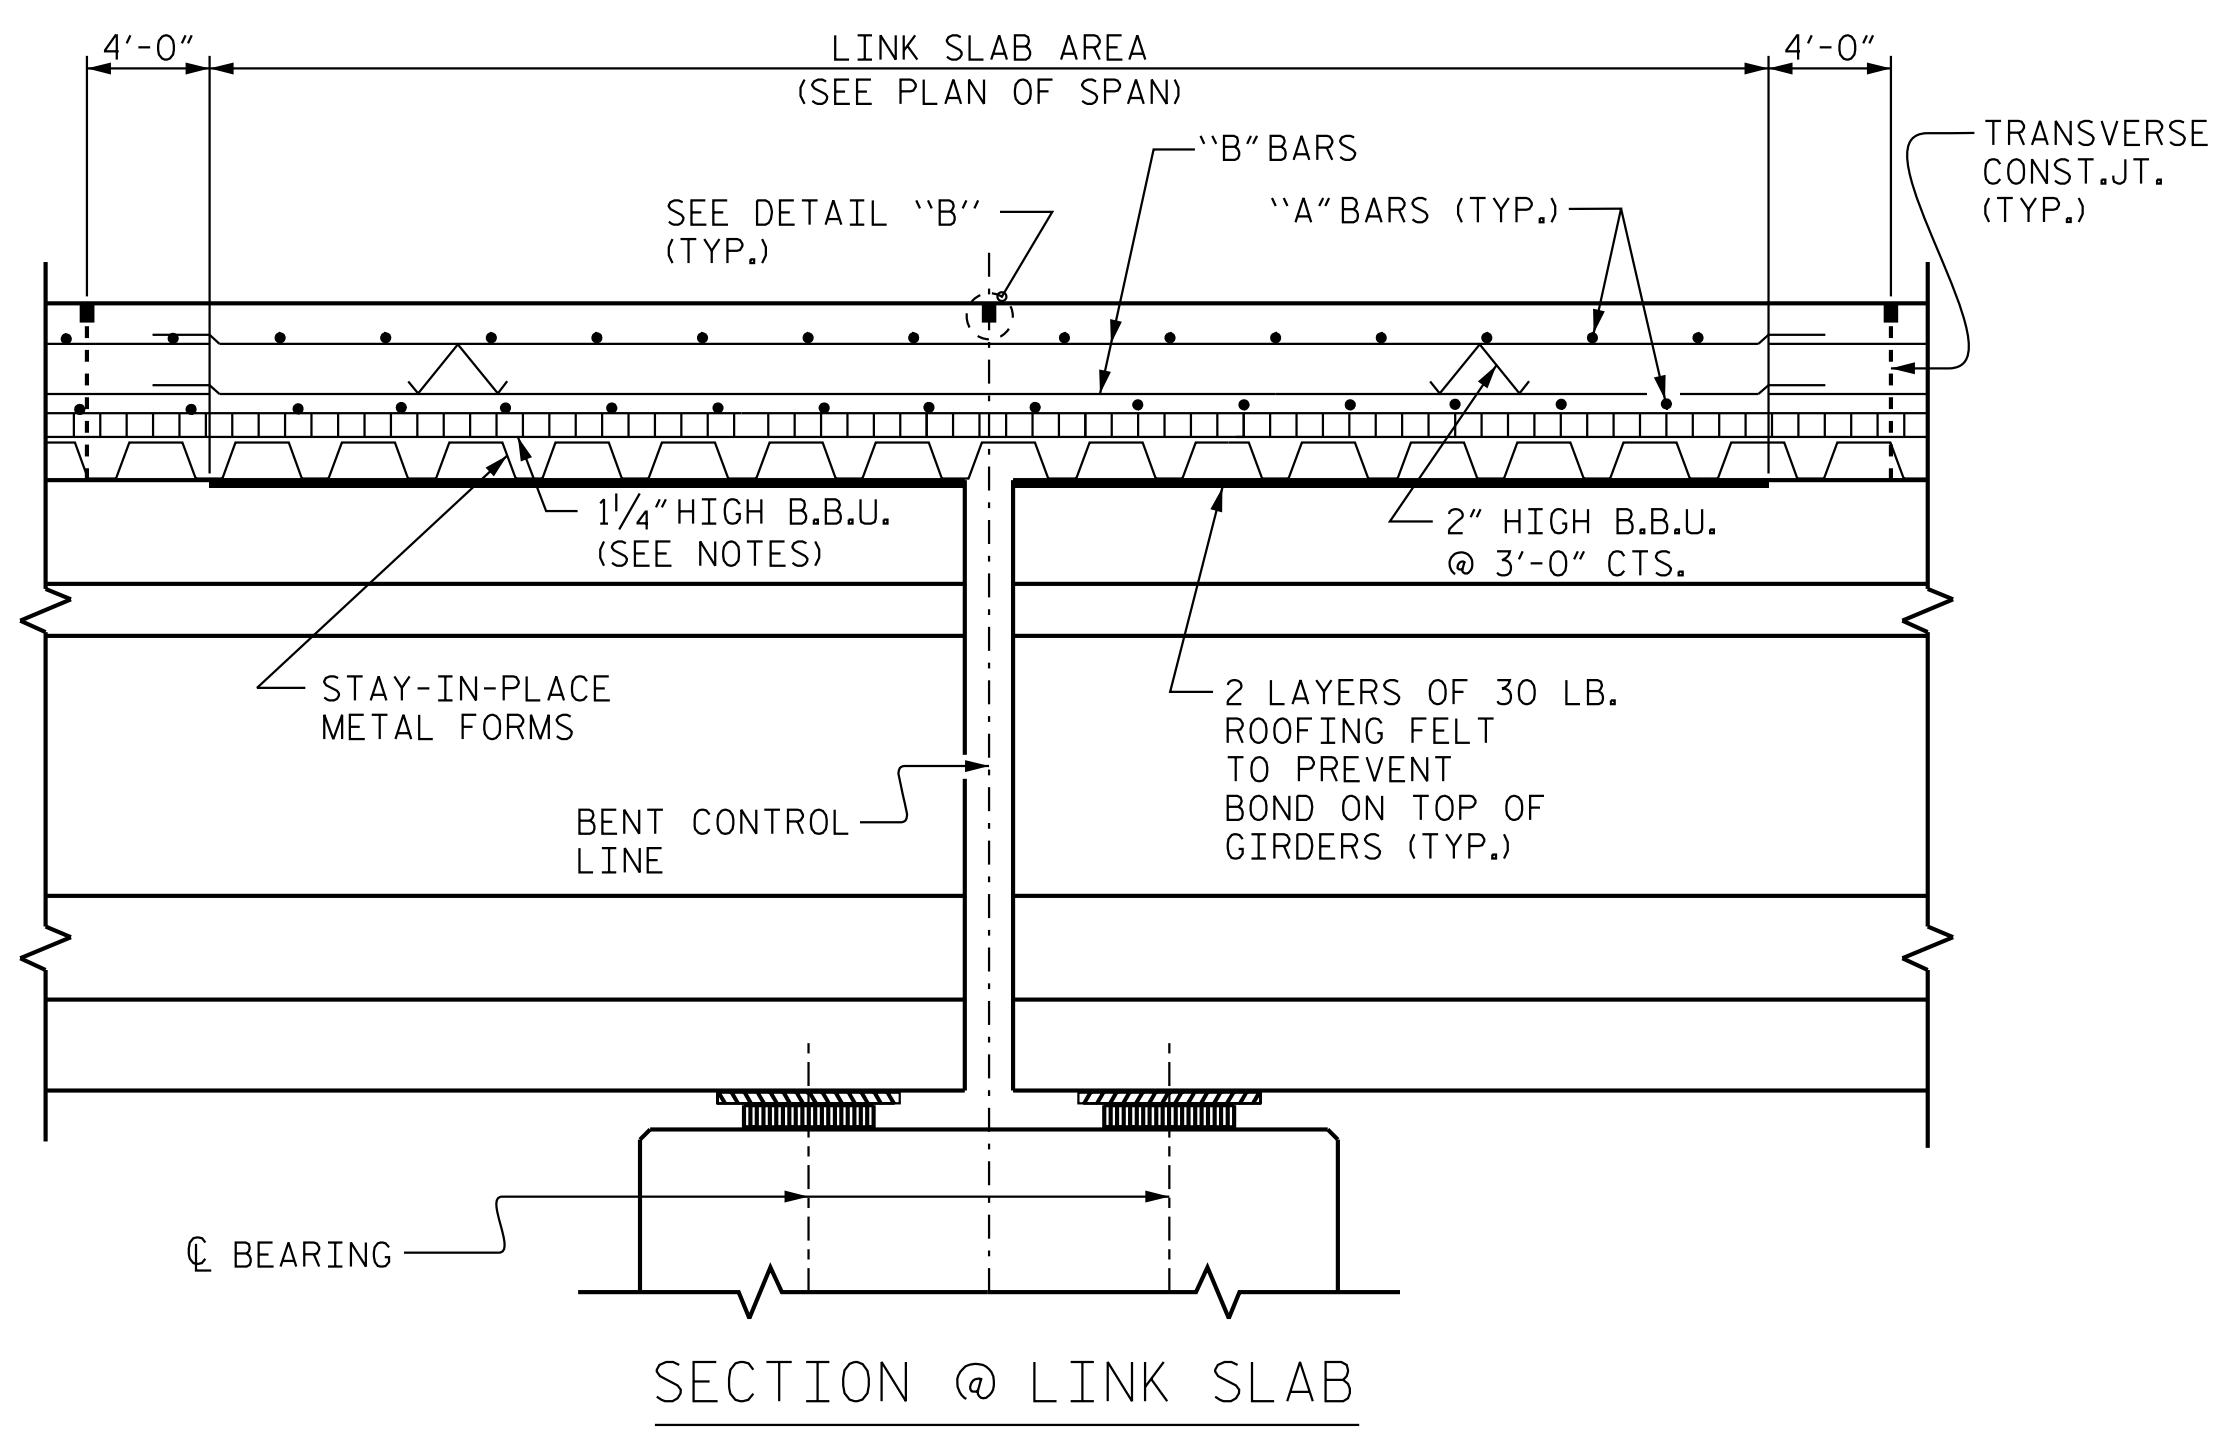 4'-0"
LINK SLAB AREA
(SEE PLAN OF SPAN)
4'-0"
"B" BARS
TRANSVERSE
CONST. JT.
(TYP.)
SEE DETAIL "B"
(TYP.)
"A" BARS (TYP.)
1 1/4" HIGH B.B.U.
(SEE NOTES)
2" HIGH B.B.U.
@ 3'-0" CTS.
STAY-IN-PLACE
METAL FORMS
2 LAYERS OF 30 LB.
ROOFING FELT
TO PREVENT
BOND ON TOP OF
GIRDERS (TYP.)
BENT CONTROL
LINE
℄ BEARING
SECTION @ LINK SLAB